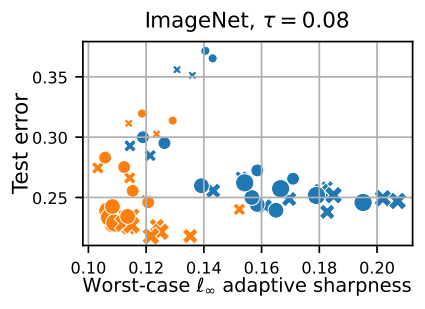 ImageNet, τ = 0.08
Test error
0.35
0.30
0.25
0.10 0.12 0.14 0.16 0.18 0.20
Worst-case ℓ∞ adaptive sharpness